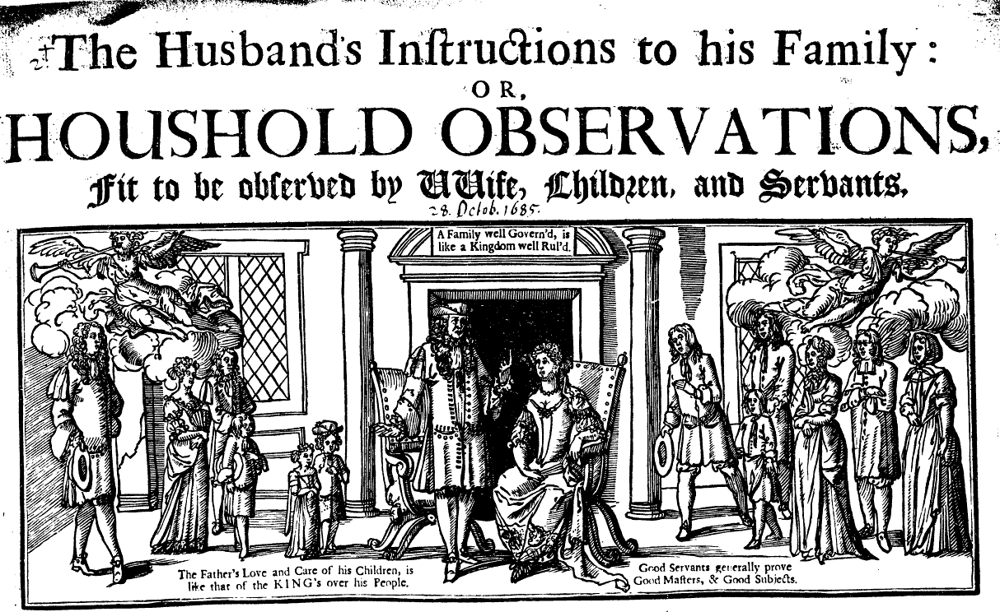 The Husband's Inſtructions to his Family:
OR,
HOUSHOLD OBSERVATIONS,
Fit to be obſerved by UUife, Children, and Servants,
28. Octob. 1685.
A Family well Govern'd, is
like a Kingdom well Rul'd.
The Father's Love and Care of his Children, is
like that of the KING's over his People.
Good Servants generally prove
Good Maſters, & Good Subjects.